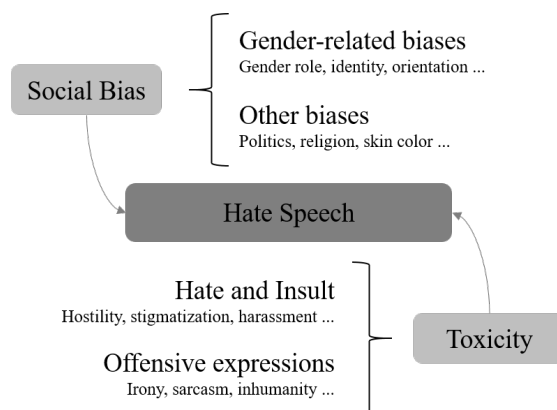 Gender-related biases
Gender role, identity, orientation ...
Social Bias
Other biases
Politics, religion, skin color ...
Hate Speech
Hate and Insult
Hostility, stigmatization, harassment ...
Toxicity
Offensive expressions
Irony, sarcasm, inhumanity ...